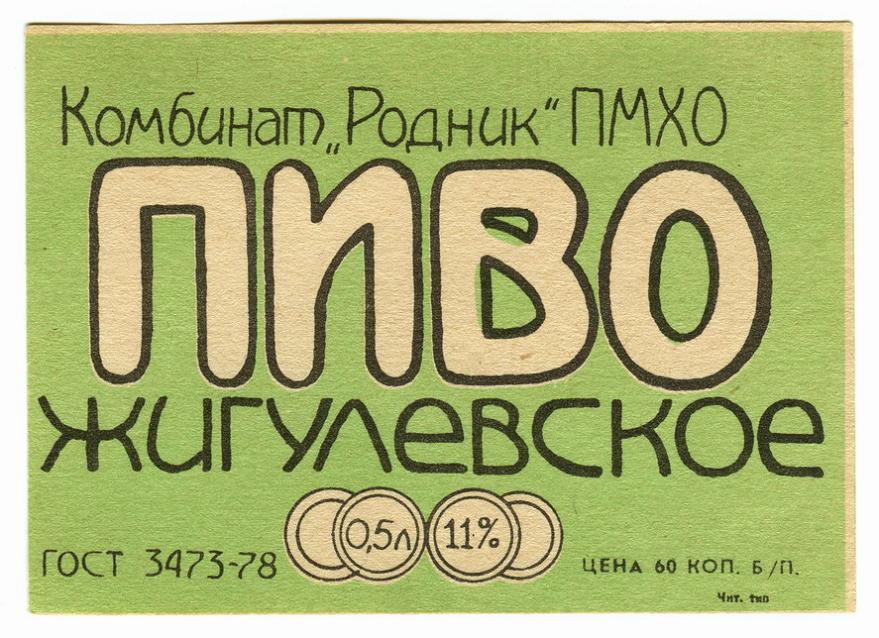 Комбинат „Родник“ ПМХО
ПИВО
ЖИГУЛЕВСКОЕ
0,5л 11%
ГОСТ 3473-78
ЦЕНА 60 КОП. Б/П.
Чит. тип